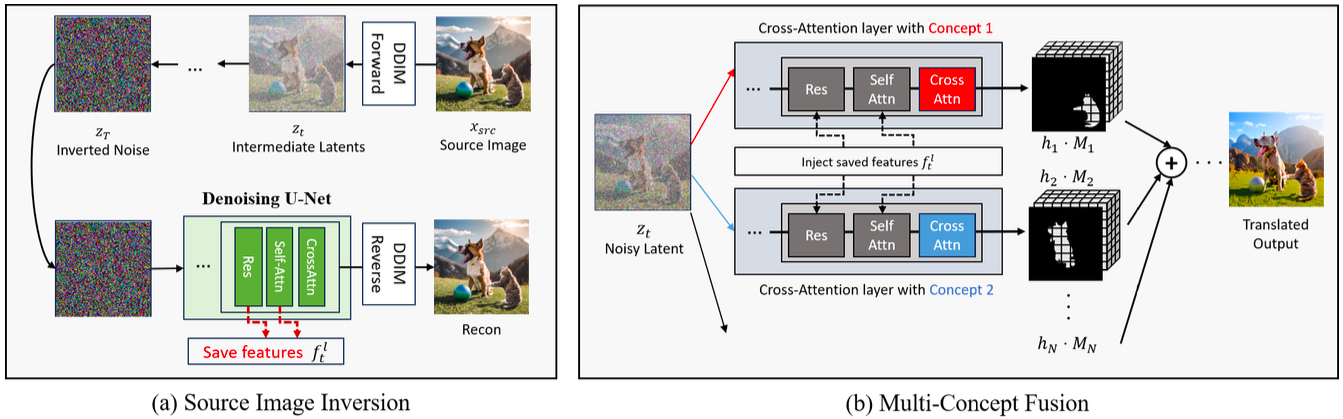 DDIM
Forward
...
z_T
Inverted Noise
z_t
Intermediate Latents
x_src
Source Image
Denoising U-Net
...
Res
Self-Attn
CrossAttn
DDIM
Reverse
Recon
Save features f_t^l
(a) Source Image Inversion
Cross-Attention layer with Concept 1
...
Res
Self
Attn
Cross
Attn
h_1 · M_1
Inject saved features f_t^l
z_t
Noisy Latent
...
Res
Self
Attn
Cross
Attn
Cross-Attention layer with Concept 2
h_2 · M_2
⋮
h_N · M_N
+
...
Translated
Output
(b) Multi-Concept Fusion